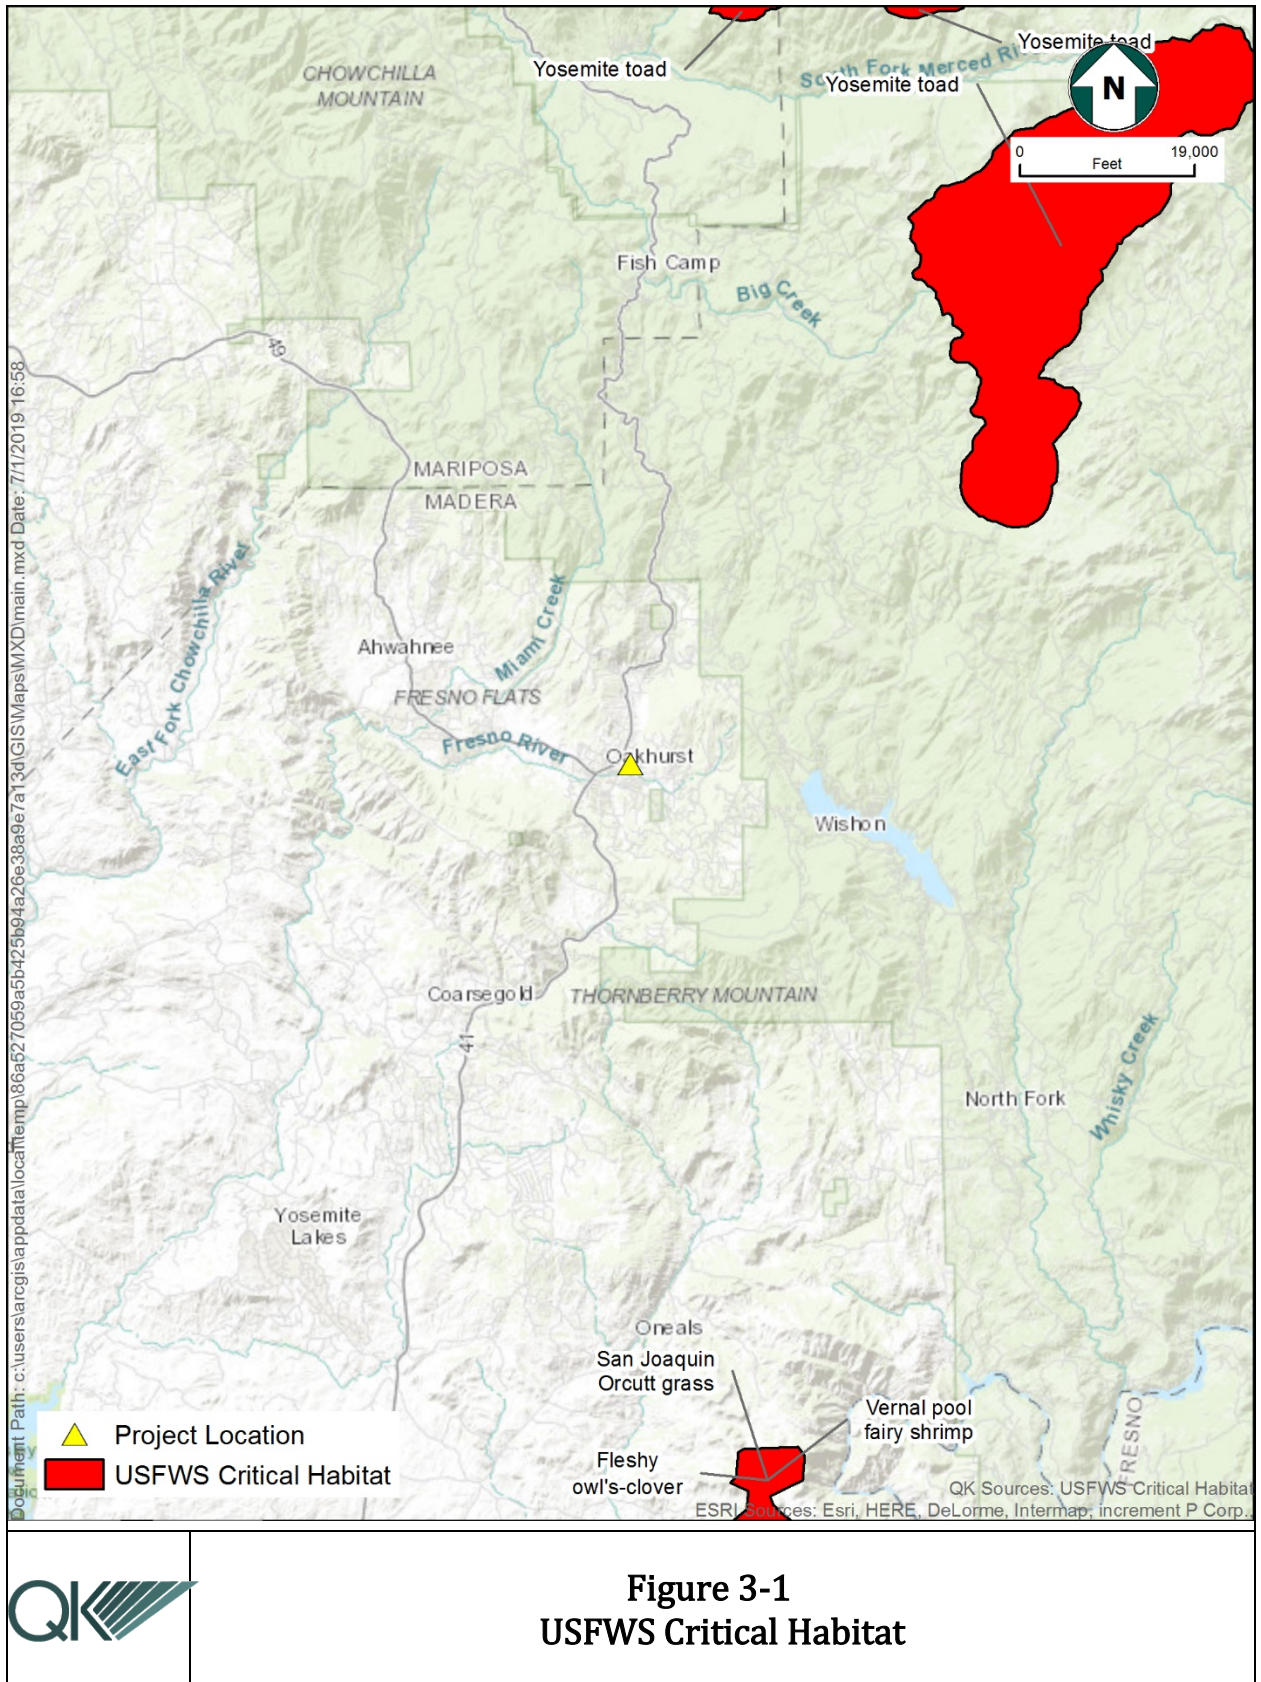 Yosemite toad
Yosemite toad
Yosemite toad
South Fork Merced
N
0 19,000
Feet
CHOWCHILLA
MOUNTAIN
Fish Camp
Big Creek
49
MARIPOSA
MADERA
East Fork Chowchilla River
Miami Creek
Ahwahnee
FRESNO FLATS
Fresno River
Oakhurst
Wishon
Coarsegold
THORNBERRY MOUNTAIN
41
North Fork
Whisky Creek
Yosemite
Lakes
Oneals
San Joaquin
Orcutt grass
Vernal pool
fairy shrimp
Fleshy
owl's-clover
FRESNO
Project Location
USFWS Critical Habitat
QK Sources: USFWS Critical Habitat
ESRI Sources: Esri, HERE, DeLorme, Intermap, increment P Corp.,
Document Path: c:\users\arcgis\appdata\local\temp\86a527059a5b425b94a26e38a9e7a13d\GIS\Maps\MXD\main.mxd Date: 7/1/2019 16:58
QK
Figure 3-1
USFWS Critical Habitat